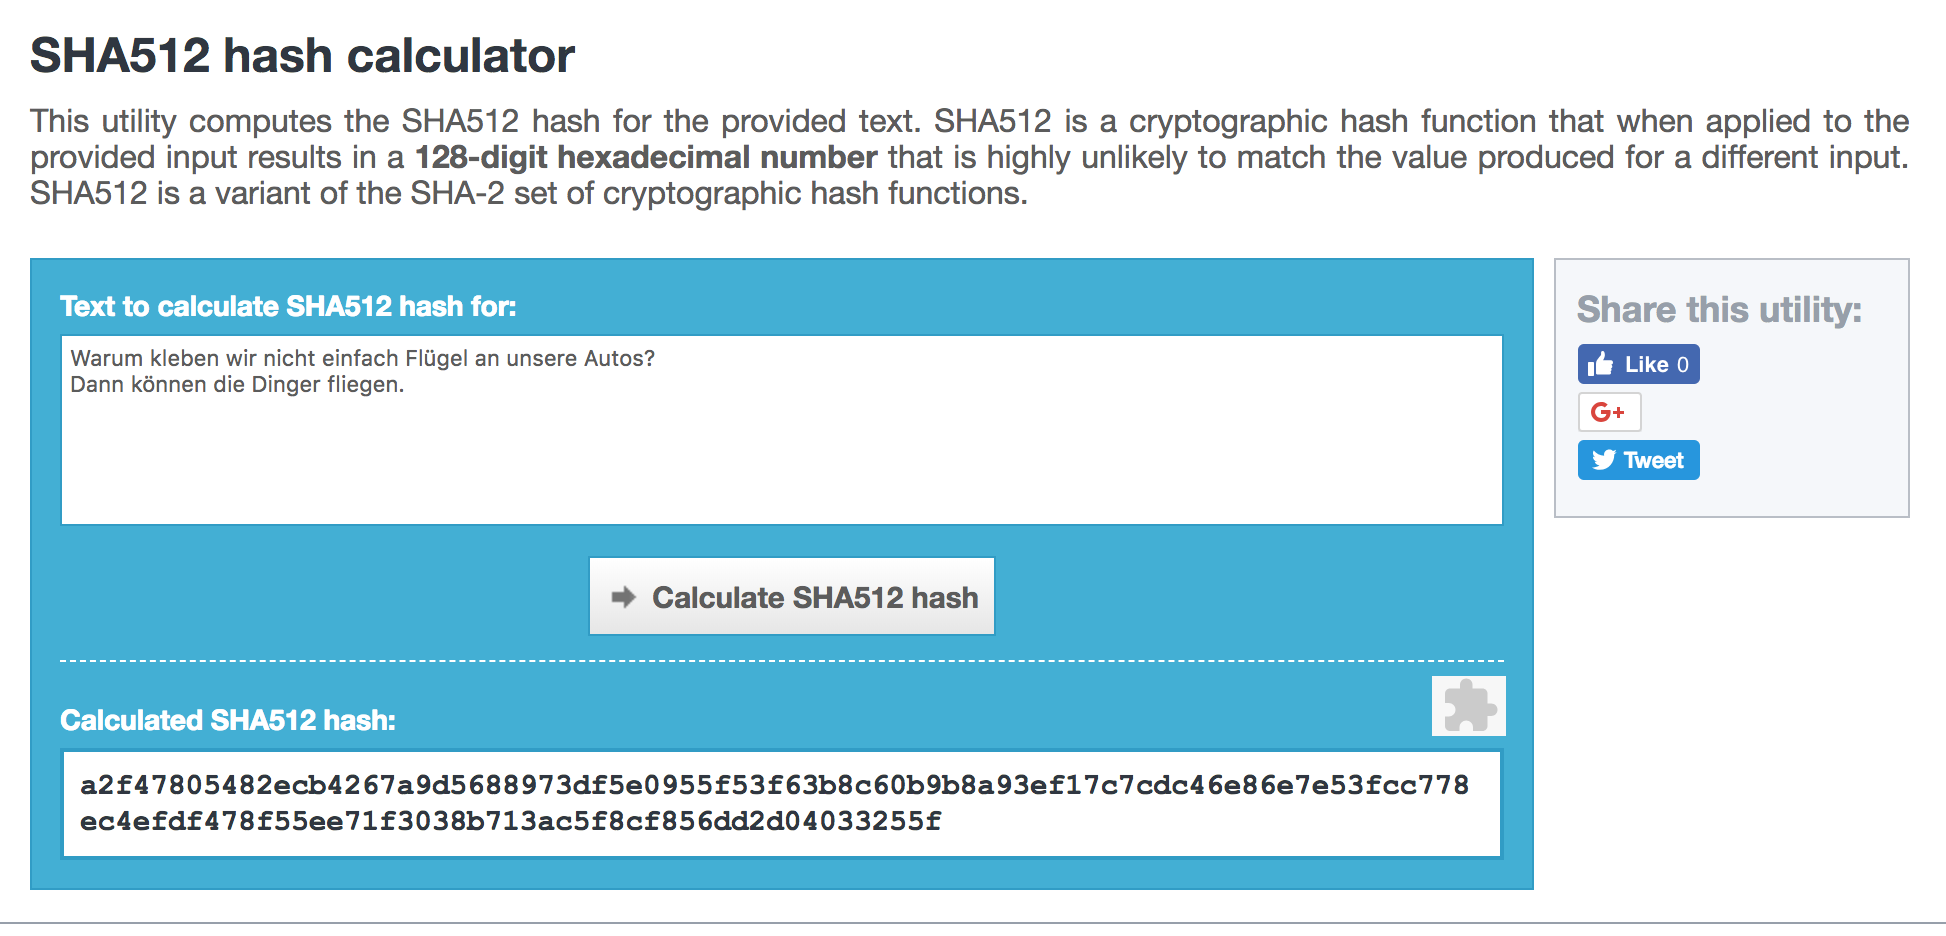 SHA512 hash calculator
This utility computes the SHA512 hash for the provided text. SHA512 is a cryptographic hash function that when applied to the
provided input results in a 128-digit hexadecimal number that is highly unlikely to match the value produced for a different input.
SHA512 is a variant of the SHA-2 set of cryptographic hash functions.
Text to calculate SHA512 hash for:
Warum kleben wir nicht einfach Flügel an unsere Autos?
Dann können die Dinger fliegen.
Calculate SHA512 hash
Calculated SHA512 hash:
a2f47805482ecb4267a9d5688973df5e0955f53f63b8c60b9b8a93ef17c7cdc46e86e7e53fcc778
ec4efdf478f55ee71f3038b713ac5f8cf856dd2d04033255f
Share this utility:
Like 0
G+
Tweet